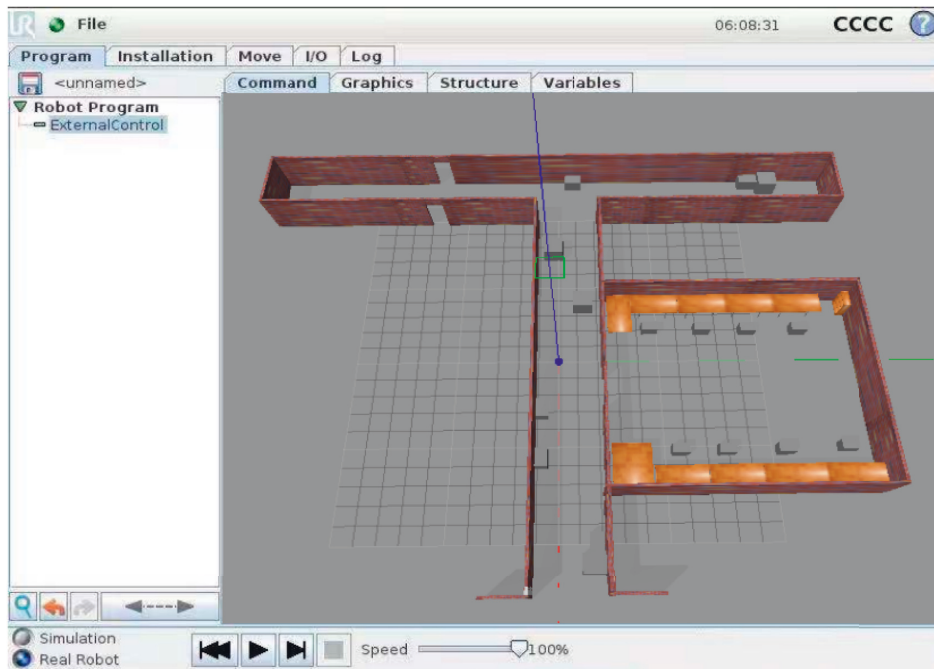 UR File 06:08:31 CCCC ?
Program Installation Move I/O Log
<unnamed> Command Graphics Structure Variables
Robot Program
ExternalControl
Simulation
Real Robot
Speed 100%